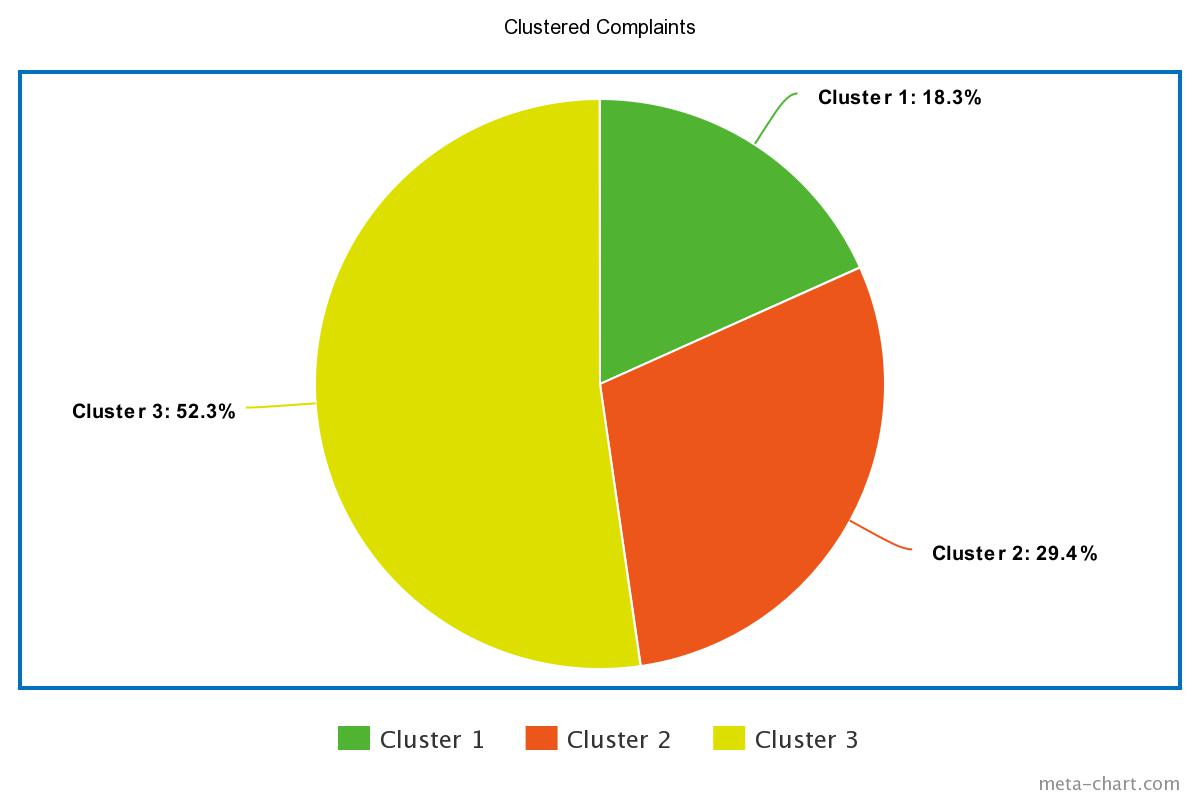 Clustered Complaints
Cluster 1: 18.3%
Cluster 3: 52.3%
Cluster 2: 29.4%
Cluster 1
Cluster 2
Cluster 3
meta-chart.com